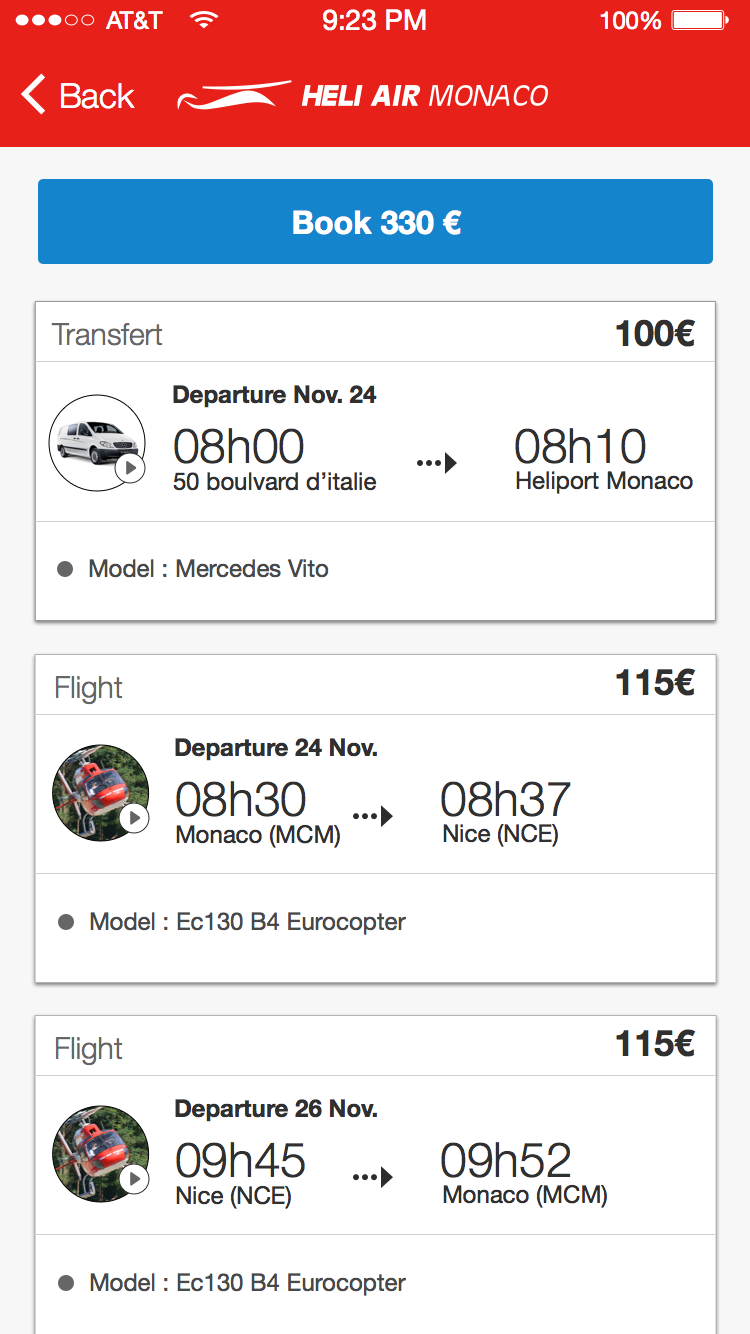 AT&T 9:23 PM 100%
Back HELI AIR MONACO
Book 330 €
Transfert 100€
Departure Nov. 24
08h00 08h10
50 boulvard d’italie Heliport Monaco
Model : Mercedes Vito
Flight 115€
Departure 24 Nov.
08h30 08h37
Monaco (MCM) Nice (NCE)
Model : Ec130 B4 Eurocopter
Flight 115€
Departure 26 Nov.
09h45 09h52
Nice (NCE) Monaco (MCM)
Model : Ec130 B4 Eurocopter